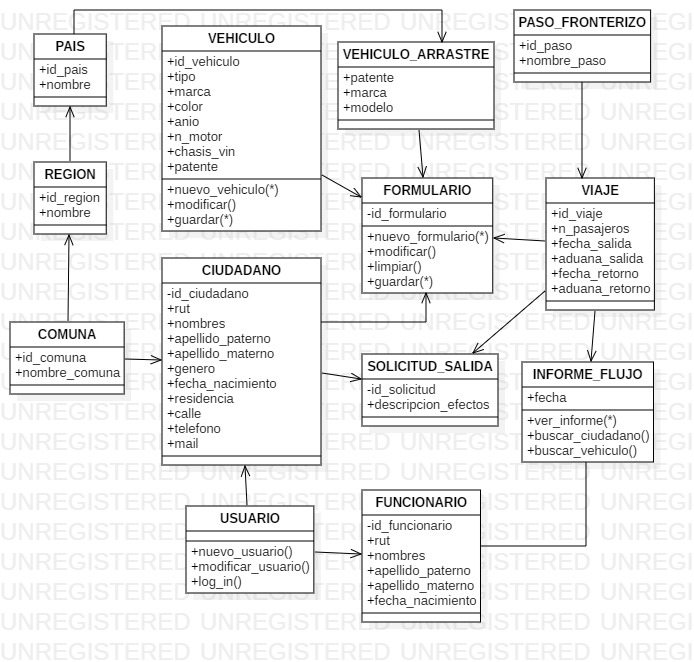 PAIS
+id_pais
+nombre
REGION
+id_region
+nombre
COMUNA
+id_comuna
+nombre_comuna
VEHICULO
+id_vehiculo
+tipo
+marca
+color
+anio
+n_motor
+chasis_vin
+patente
+nuevo_vehiculo(*)
+modificar()
+guardar(*)
CIUDADANO
-id_ciudadano
+rut
+nombres
+apellido_paterno
+apellido_materno
+genero
+fecha_nacimiento
+residencia
+calle
+telefono
+mail
USUARIO
+nuevo_usuario()
+modificar_usuario()
+log_in()
VEHICULO_ARRASTRE
+patente
+marca
+modelo
FORMULARIO
-id_formulario
+nuevo_formulario(*)
+modificar()
+limpiar()
+guardar(*)
SOLICITUD_SALIDA
-id_solicitud
+descripcion_efectos
FUNCIONARIO
-id_funcionario
+rut
+nombres
+apellido_paterno
+apellido_materno
+fecha_nacimiento
PASO_FRONTERIZO
+id_paso
+nombre_paso
VIAJE
+id_viaje
+n_pasajeros
+fecha_salida
+aduana_salida
+fecha_retorno
+aduana_retorno
INFORME_FLUJO
+fecha
+ver_informe(*)
+buscar_ciudadano()
+buscar_vehiculo()
UNREGISTERED